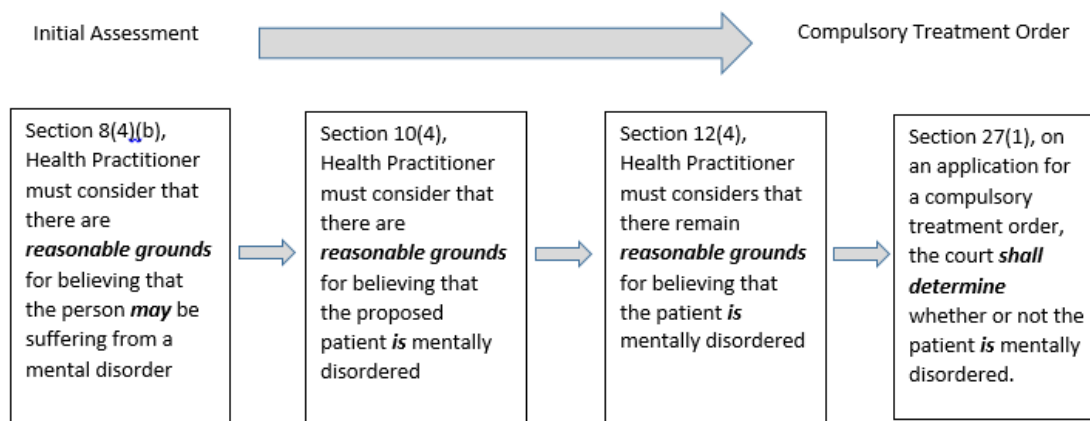 Initial Assessment
Compulsory Treatment Order
Section 8(4)(b),
Health Practitioner
must consider that
there are
reasonable grounds
for believing that
the person may be
suffering from a
mental disorder
Section 10(4),
Health Practitioner
must consider that
there are
reasonable grounds
for believing that
the proposed
patient is mentally
disordered
Section 12(4),
Health Practitioner
must considers that
there remain
reasonable grounds
for believing that
the patient is
mentally disordered
Section 27(1), on
an application for
a compulsory
treatment order,
the court shall
determine
whether or not the
patient is mentally
disordered.